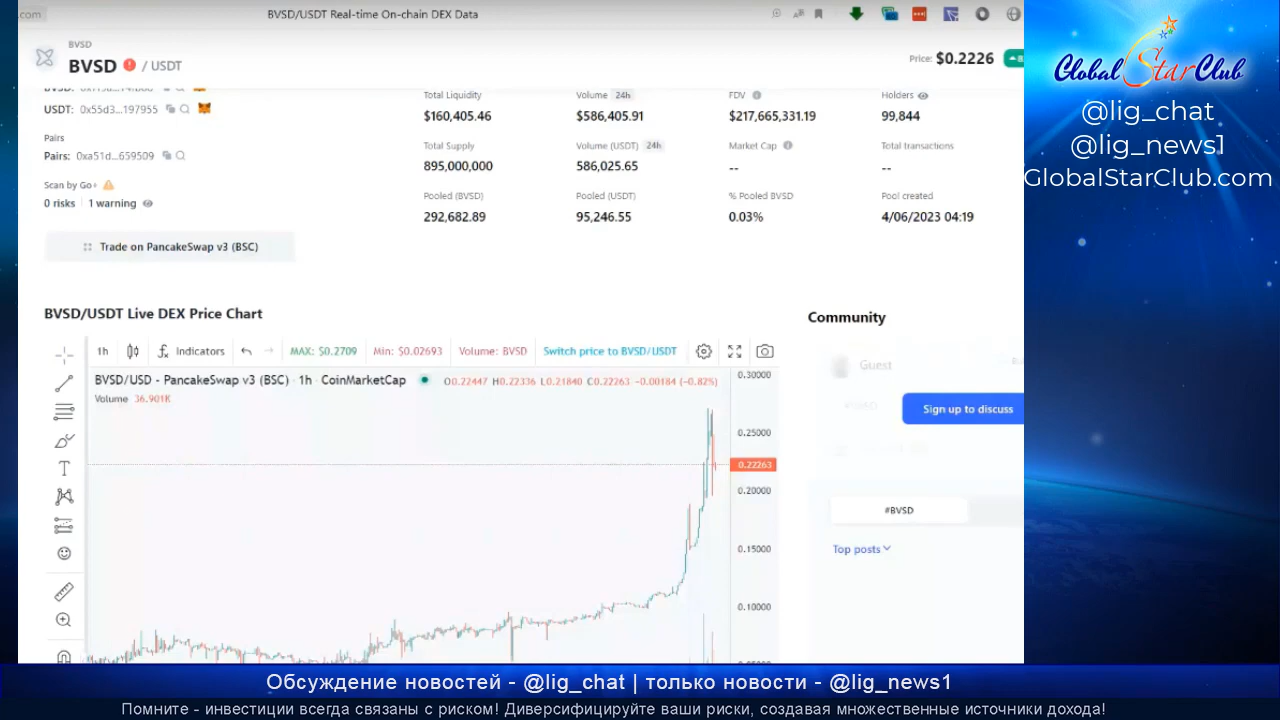 .com
BVSD/USDT Real-time On-chain DEX Data
BVSD
BVSD / USDT
Price: $0.2226
USDT: 0x55d3...197955
Pairs
Pairs: 0xa51d...659509
Scan by Go+
0 risks 1 warning
Trade on PancakeSwap v3 (BSC)
Total Liquidity Volume 24h FDV Holders
$160,405.46 $586,405.91 $217,665,331.19 99,844
Total Supply Volume (USDT) 24h Market Cap Total transactions
895,000,000 586,025.65 -- --
Pooled (BVSD) Pooled (USDT) % Pooled BVSD Pool created
292,682.89 95,246.55 0.03% 4/06/2023 04:19
BVSD/USDT Live DEX Price Chart
1h Indicators MAX: $0.2709 Min: $0.02693 Volume: BVSD Switch price to BVSD/USDT
BVSD/USD - PancakeSwap v3 (BSC) · 1h · CoinMarketCap O0.22447 H0.22336 L0.21840 C0.22263 −0.00184 (−0.82%)
Volume 36.901K
0.30000
0.25000
0.22263
0.20000
0.15000
0.10000
Community
Guest
Sign up to discuss
#BVSD
Top posts
Global Star Club
@lig_chat
@lig_news1
GlobalStarClub.com
Обсуждение новостей - @lig_chat | только новости - @lig_news1
Помните - инвестиции всегда связаны с риском! Диверсифицируйте ваши риски, создавая множественные источники дохода!